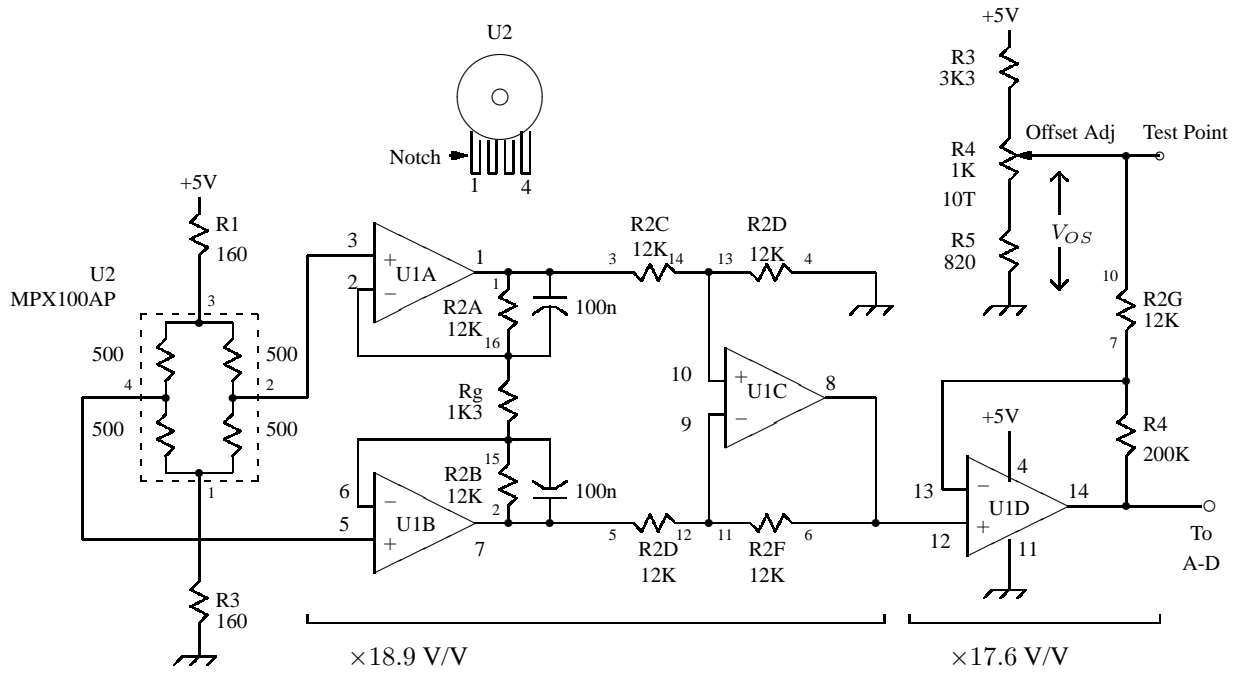 +5V
U2
R3
3K3
Offset Adj
Test Point
R4
1K
10T
Notch
1
4
+5V
R1
160
V_OS
R5
820
U2
MPX100AP
3
3
+
U1A
2
−
1
1
R2A
12K
16
100n
R2C
12K
3
14
R2D
12K
13
4
10
R2G
12K
7
500
500
4
2
500
500
1
Rg
1K3
10
+
U1C
9
−
8
+5V
R4
200K
6
−
5
U1B
+
7
15
R2B
12K
2
100n
5
12
R2D
12K
11
6
R2F
12K
13
−
4
U1D
14
12
+
11
To
A-D
R3
160
×18.9 V/V
×17.6 V/V